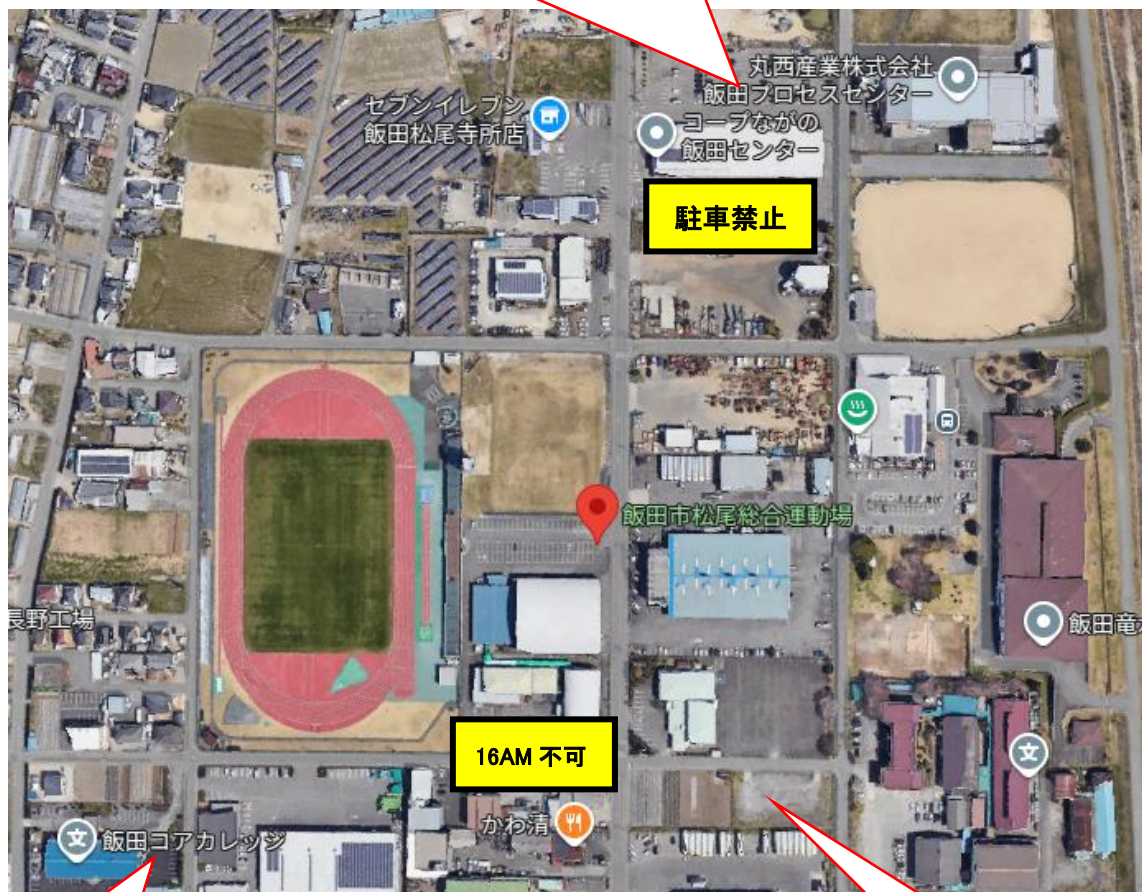 丸西産業株式会社
飯田プロセスセンター
セブンイレブン
飯田松尾寺所店
コープながの
飯田センター
駐車禁止
飯田市松尾総合運動場
長野工場
飯田竜
16AM 不可
文
かわ清
文
飯田コアカレッジ